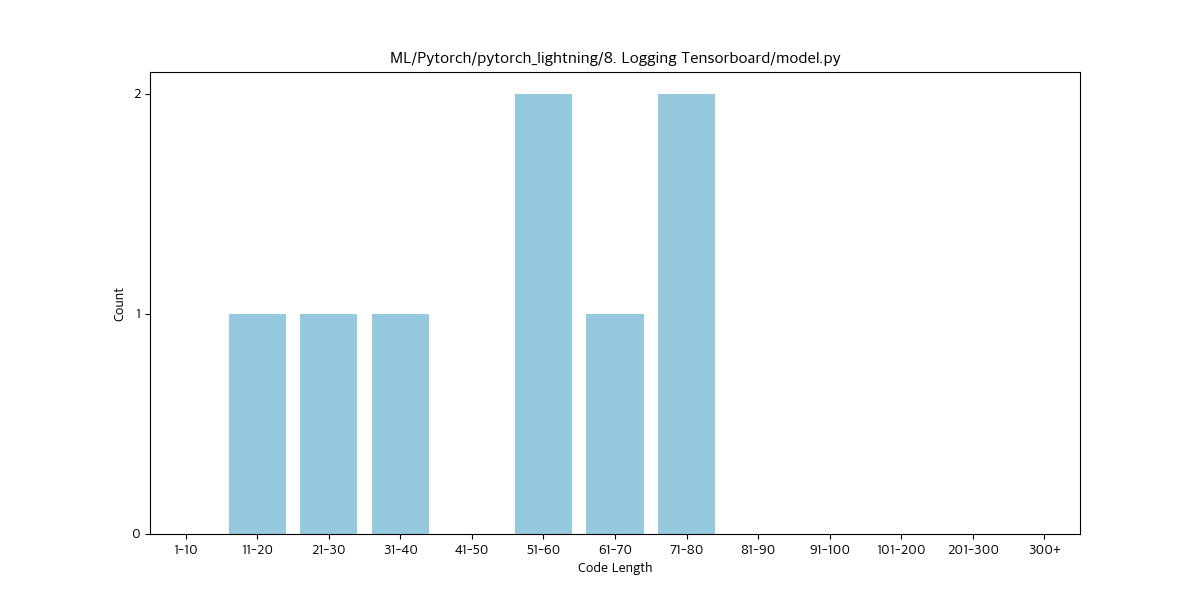 ML/Pytorch/pytorch_lightning/8. Logging Tensorboard/model.py
2
1
0
Count
1-10 11-20 21-30 31-40 41-50 51-60 61-70 71-80 81-90 91-100 101-200 201-300 300+
Code Length